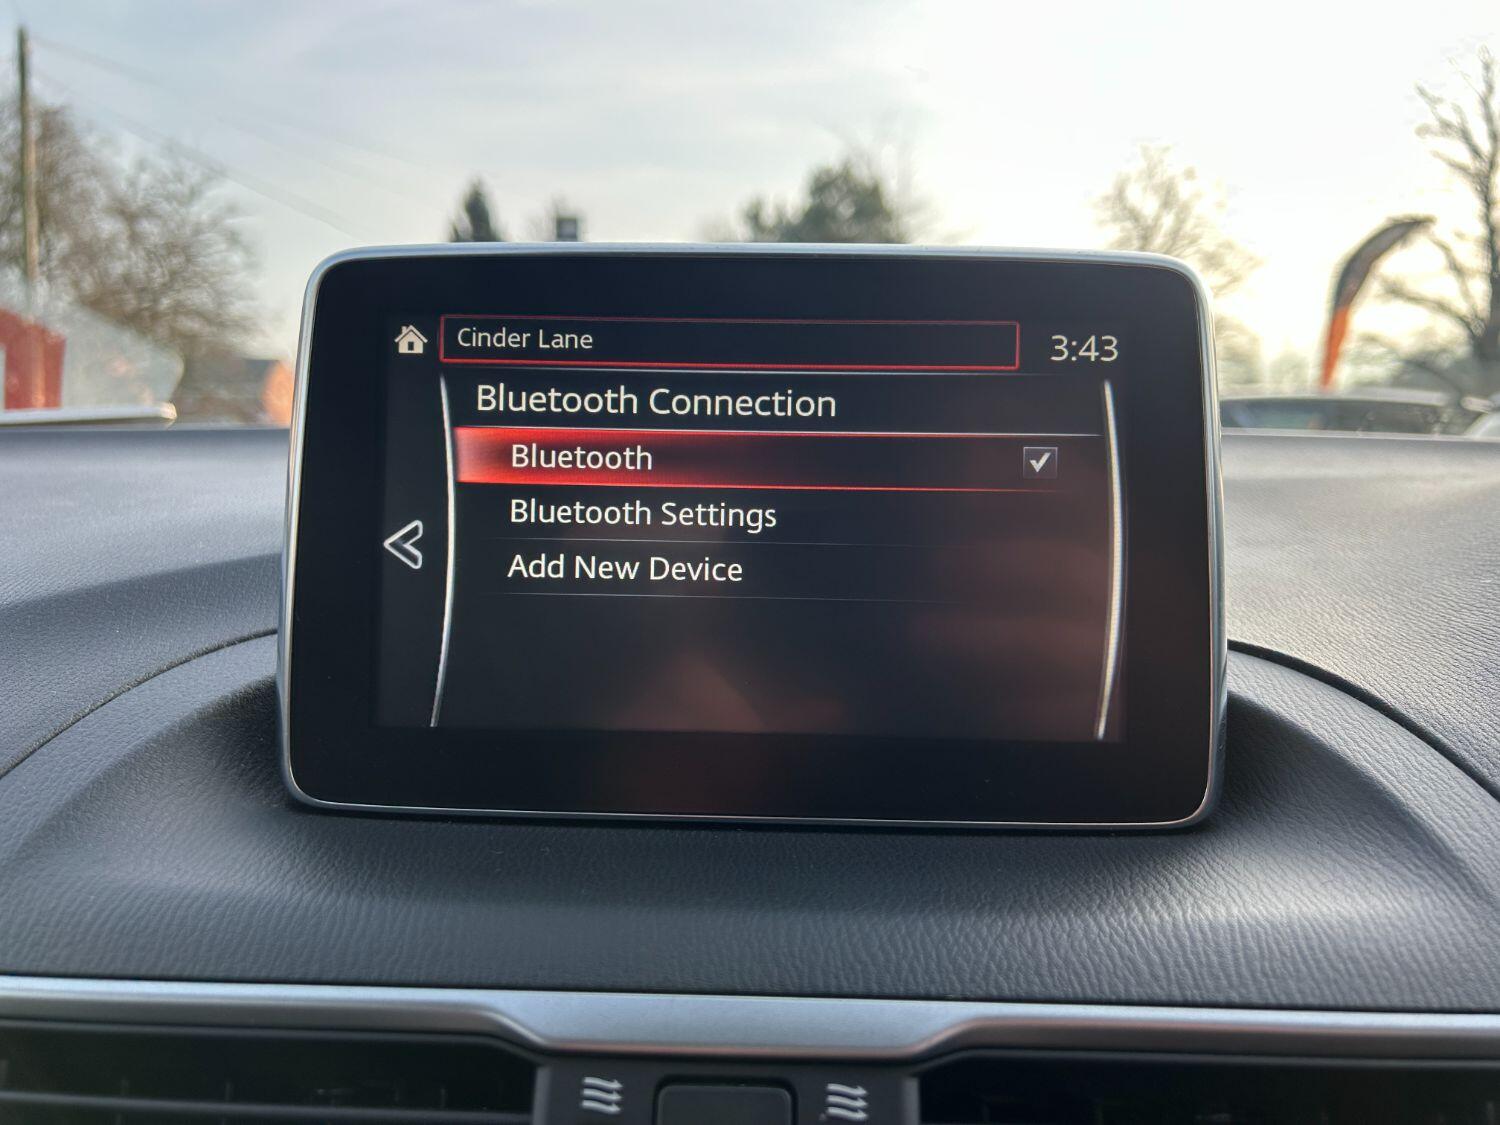 Cinder Lane
3:43
Bluetooth Connection
Bluetooth
Bluetooth Settings
Add New Device